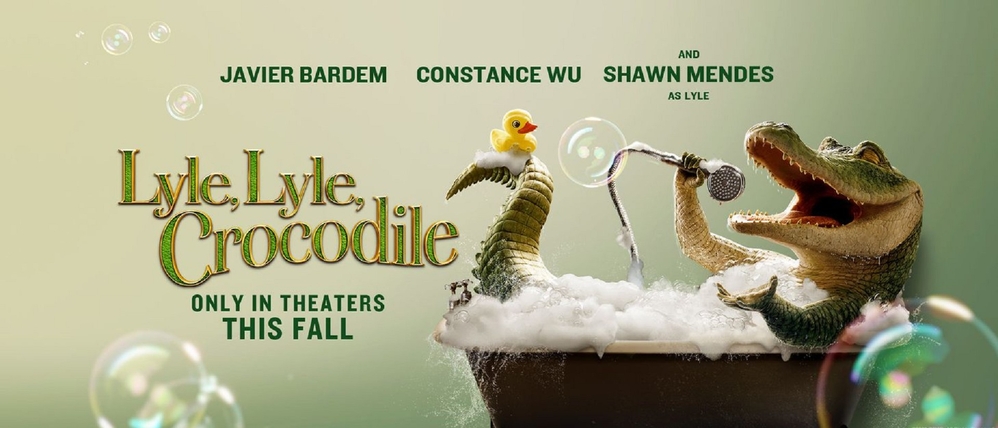 JAVIER BARDEM CONSTANCE WU AND SHAWN MENDES
AS LYLE
Lyle, Lyle,
Crocodile
ONLY IN THEATERS
THIS FALL